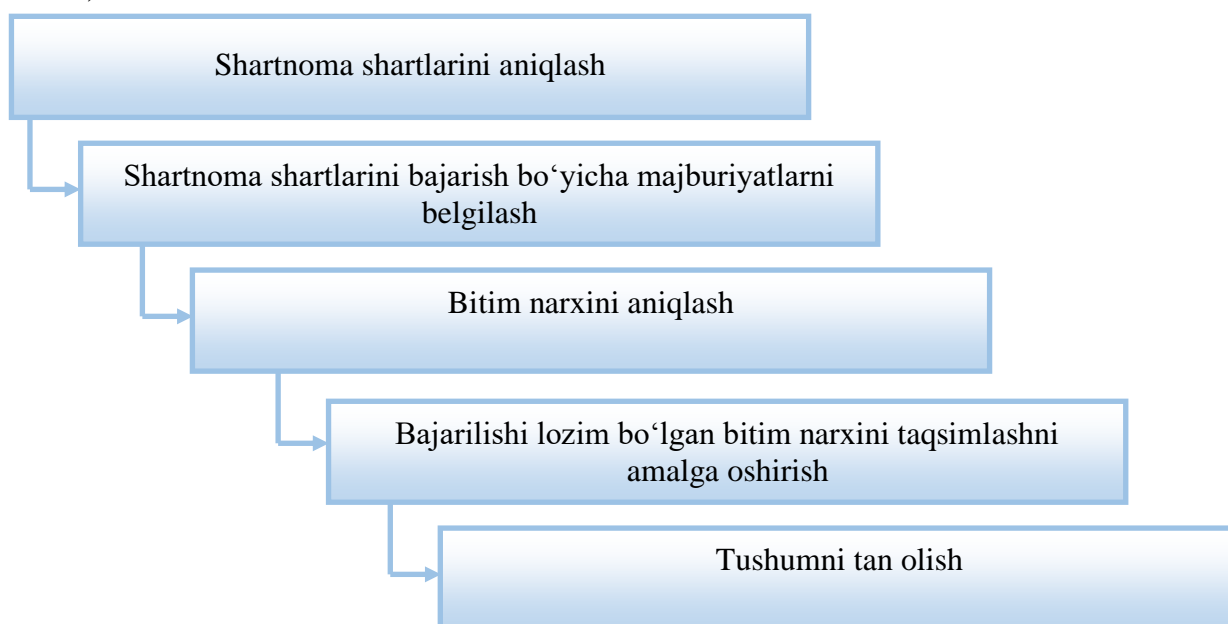 Shartnoma shartlarini aniqlash
Shartnoma shartlarini bajarish bo‘yicha majburiyatlarni
belgilash
Bitim narxini aniqlash
Bajarilishi lozim bo‘lgan bitim narxini taqsimlashni
amalga oshirish
Tushumni tan olish